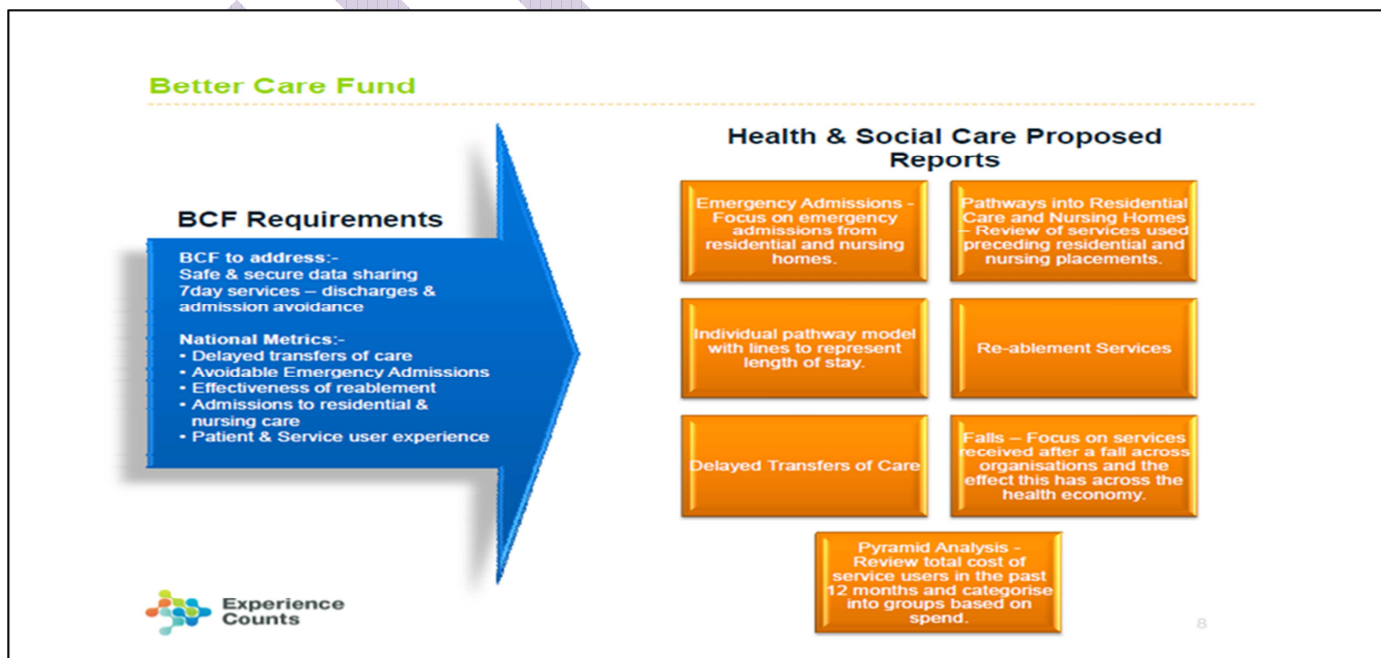 Better Care Fund
BCF Requirements
BCF to address:-
Safe & secure data sharing
7day services – discharges &
admission avoidance
National Metrics:-
• Delayed transfers of care
• Avoidable Emergency Admissions
• Effectiveness of reablement
• Admissions to residential &
nursing care
• Patient & Service user experience
Health & Social Care Proposed
Reports
Emergency Admissions -
Focus on emergency
admissions from
residential and nursing
homes.
Pathways into Residential
Care and Nursing Homes
– Review of services used
preceding residential and
nursing placements.
Individual pathway model
with lines to represent
length of stay.
Re-ablement Services
Delayed Transfers of Care
Falls – Focus on services
received after a fall across
organisations and the
effect this has across the
health economy.
Pyramid Analysis -
Review total cost of
service users in the past
12 months and categorise
into groups based on
spend.
Experience
Counts
8